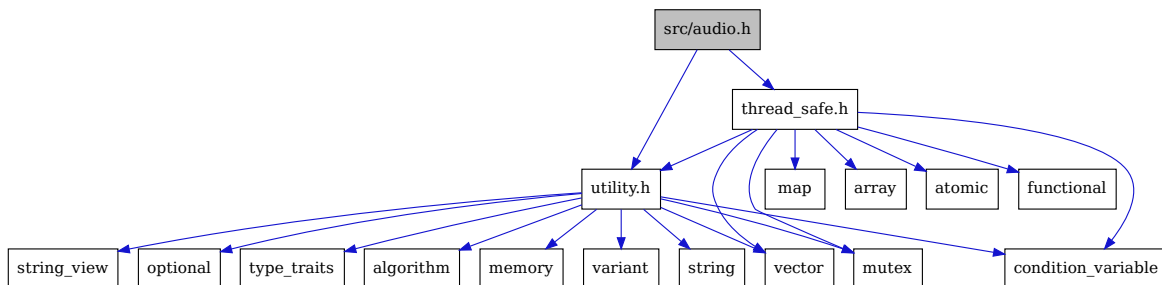 src/audio.h
thread_safe.h
utility.h
map
array
atomic
functional
string_view
optional
type_traits
algorithm
memory
variant
string
vector
mutex
condition_variable